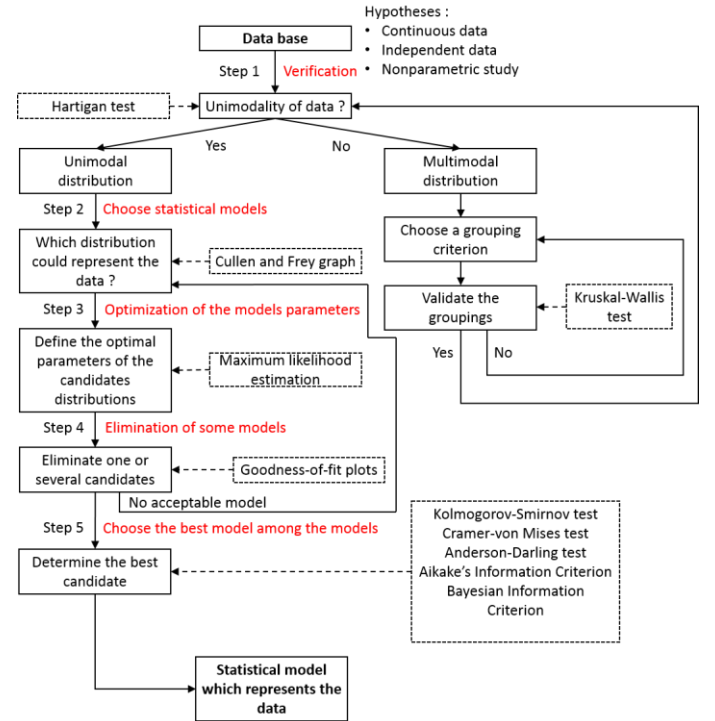 Hypotheses :
• Continuous data
• Independent data
• Nonparametric study
Data base
Step 1
Verification
Hartigan test
Unimodality of data ?
Yes
No
Unimodal
distribution
Multimodal
distribution
Step 2
Choose statistical models
Which distribution
could represent the
data ?
Cullen and Frey graph
Choose a grouping
criterion
Validate the
groupings
Kruskal-Wallis
test
Yes
No
Step 3
Optimization of the models parameters
Define the optimal
parameters of the
candidates
distributions
Maximum likelihood
estimation
Step 4
Elimination of some models
Eliminate one or
several candidates
Goodness-of-fit plots
No acceptable model
Step 5
Choose the best model among the models
Determine the best
candidate
Kolmogorov-Smirnov test
Cramer-von Mises test
Anderson-Darling test
Aikake's Information Criterion
Bayesian Information
Criterion
Statistical model
which represents the
data